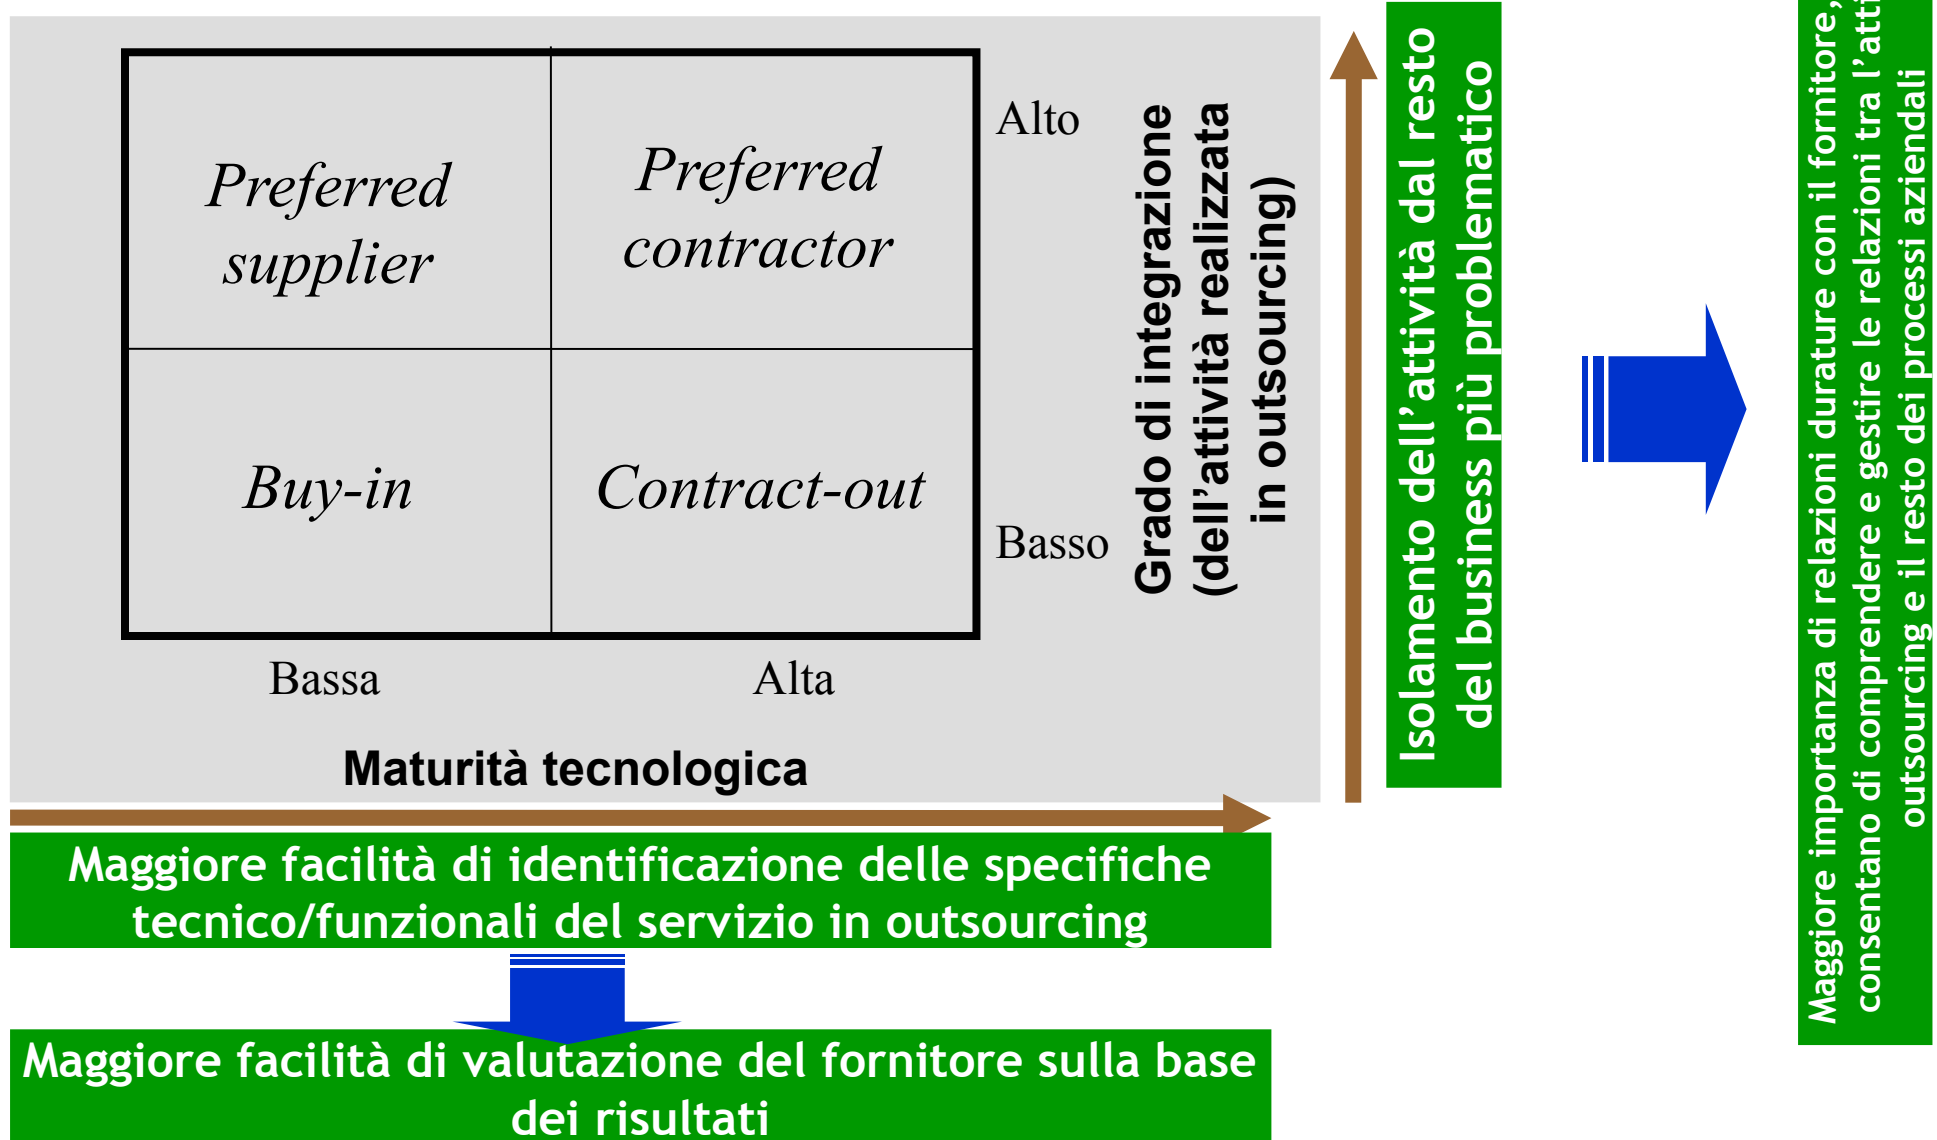 Preferred
supplier
Preferred
contractor
Buy-in
Contract-out
Alto
Basso
Grado di integrazione
(dell'attività realizzata
in outsourcing)
Bassa
Alta
Maturità tecnologica
Isolamento dell'attività dal resto
del business più problematico
Maggiore importanza di relazioni durature con il fornitore,
consentano di comprendere e gestire le relazioni tra l'atti
outsourcing e il resto dei processi aziendali
Maggiore facilità di identificazione delle specifiche
tecnico/funzionali del servizio in outsourcing
Maggiore facilità di valutazione del fornitore sulla base
dei risultati